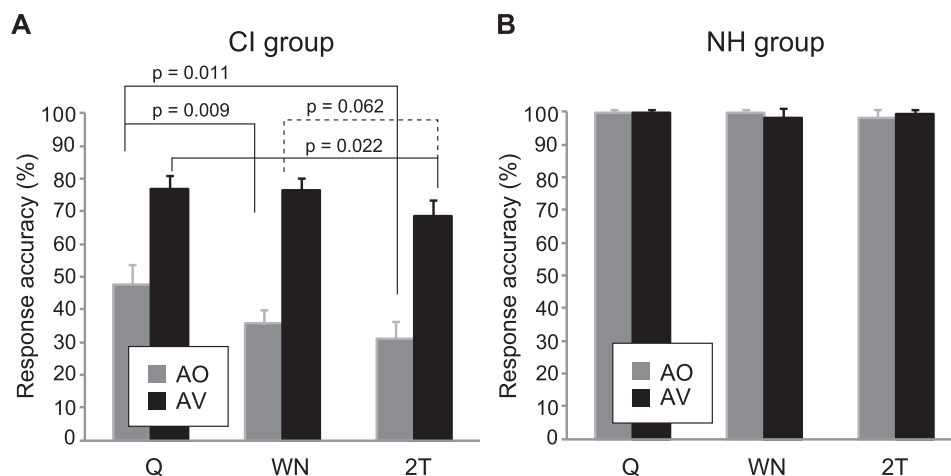 A
CI group
p = 0.011
p = 0.009
p = 0.062
p = 0.022
Response accuracy (%)
100
90
80
70
60
50
40
30
20
10
0
AO
AV
Q
WN
2T
B
NH group
Response accuracy (%)
100
90
80
70
60
50
40
30
20
10
0
AO
AV
Q
WN
2T